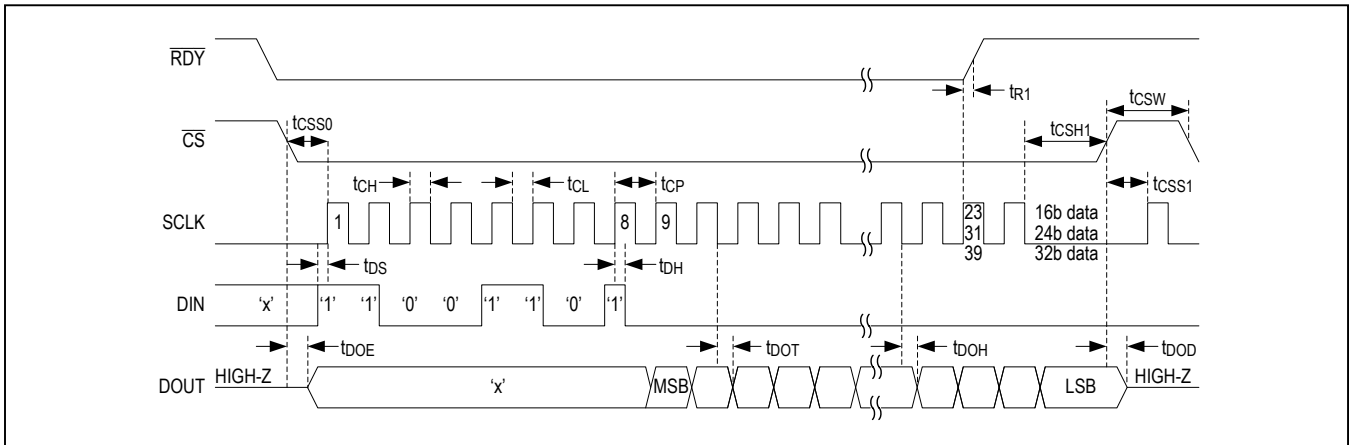 RDY
tR1
tCSW
tCSS0
tCSH1
CS
tCH
tCL
tCP
tCSS1
SCLK
1
8
9
23
16b data
31
24b data
39
32b data
tDS
tDH
DIN
'x'
'1'
'1'
'0'
'0'
'1'
'1'
'0'
'1'
tDOE
tDOT
tDOH
tDOD
DOUT
HIGH-Z
'x'
MSB
LSB
HIGH-Z